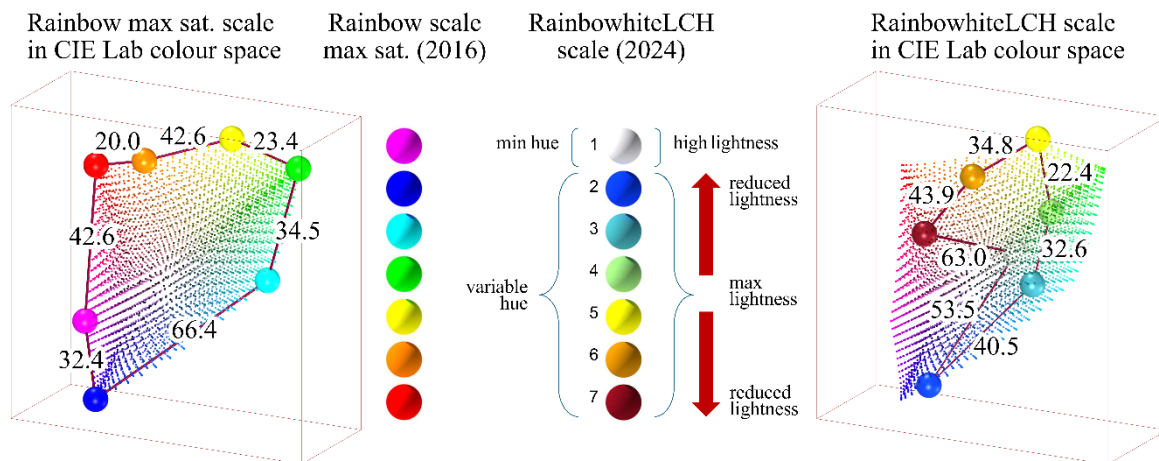 Rainbow max sat. scale
in CIE Lab colour space
Rainbow scale
max sat. (2016)
RainbowhiteLCH
scale (2024)
RainbowhiteLCH scale
in CIE Lab colour space
20.0
42.6
23.4
34.5
42.6
66.4
32.4
min hue
1
high lightness
2
reduced
lightness
3
4
variable
hue
max
lightness
5
6
7
reduced
lightness
34.8
22.4
43.9
63.0
32.6
53.5
40.5